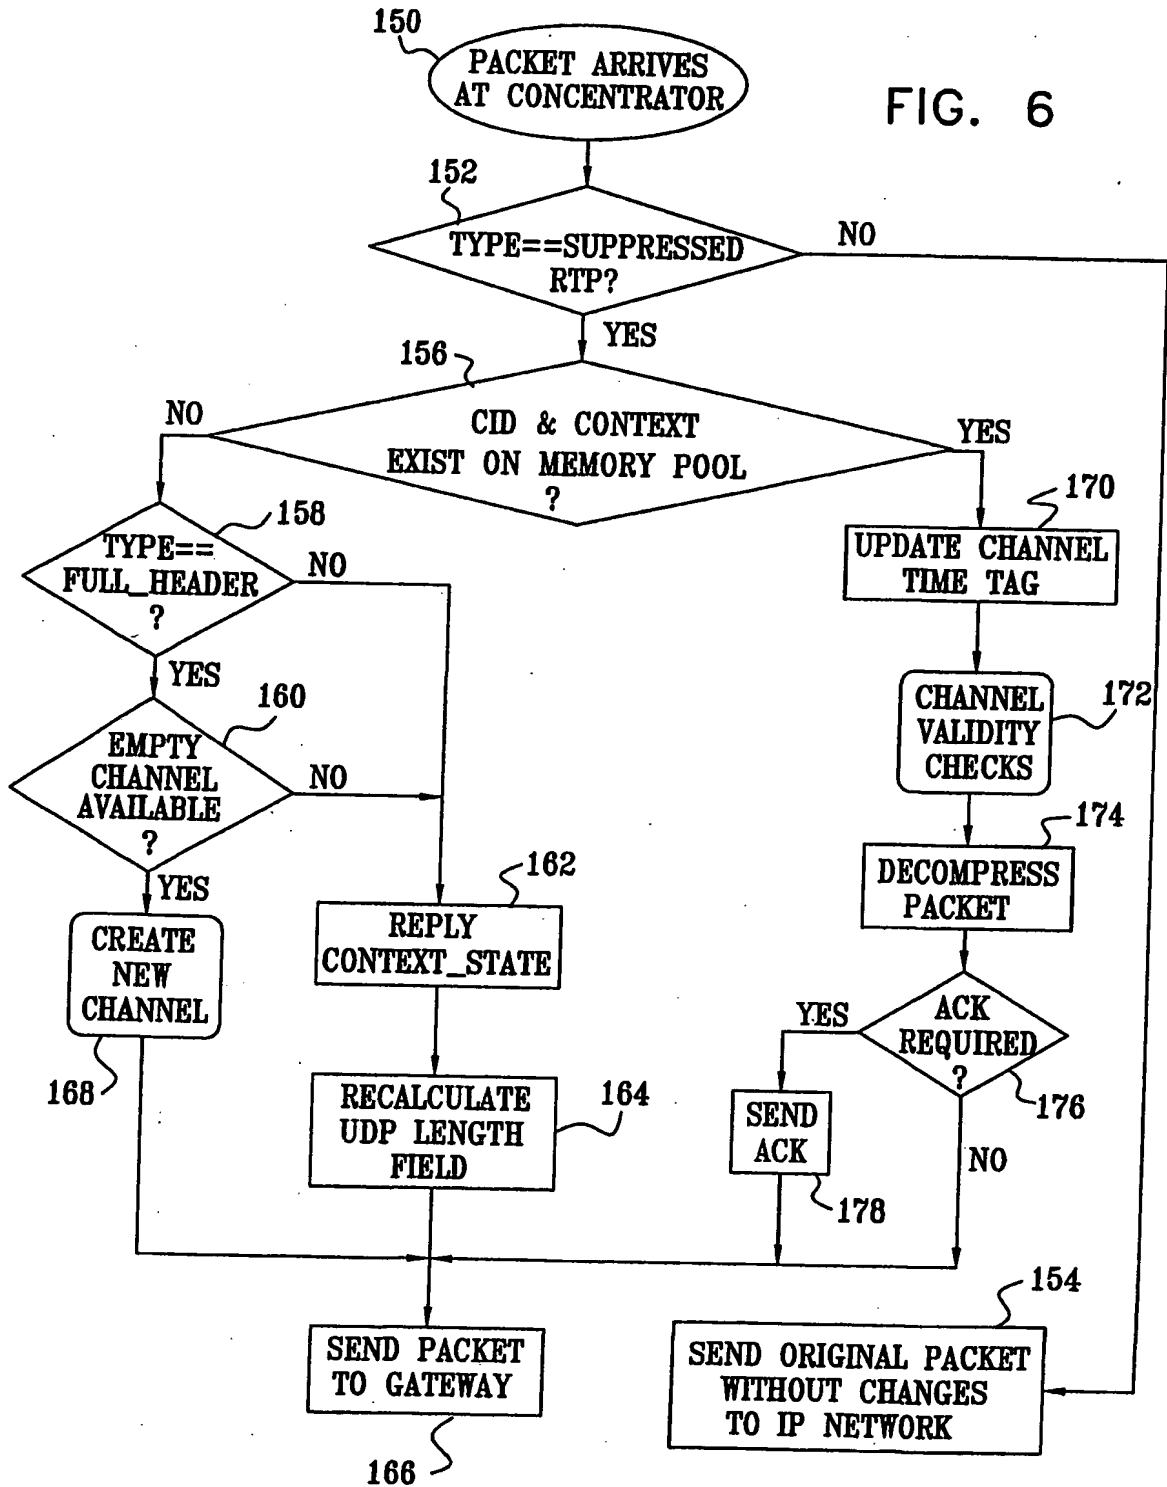 150
PACKET ARRIVES
AT CONCENTRATOR
FIG. 6
152
TYPE==SUPPRESSED
RTP?
NO
YES
156
CID & CONTEXT
EXIST ON MEMORY POOL
?
NO
YES
158
TYPE==
FULL_HEADER
?
NO
YES
170
UPDATE CHANNEL
TIME TAG
160
EMPTY
CHANNEL
AVAILABLE
?
NO
YES
172
CHANNEL
VALIDITY
CHECKS
174
DECOMPRESS
PACKET
162
REPLY
CONTEXT_STATE
CREATE
NEW
CHANNEL
168
YES
ACK
REQUIRED
?
176
NO
RECALCULATE
UDP LENGTH
FIELD
164
SEND
ACK
178
154
SEND PACKET
TO GATEWAY
166
SEND ORIGINAL PACKET
WITHOUT CHANGES
TO IP NETWORK